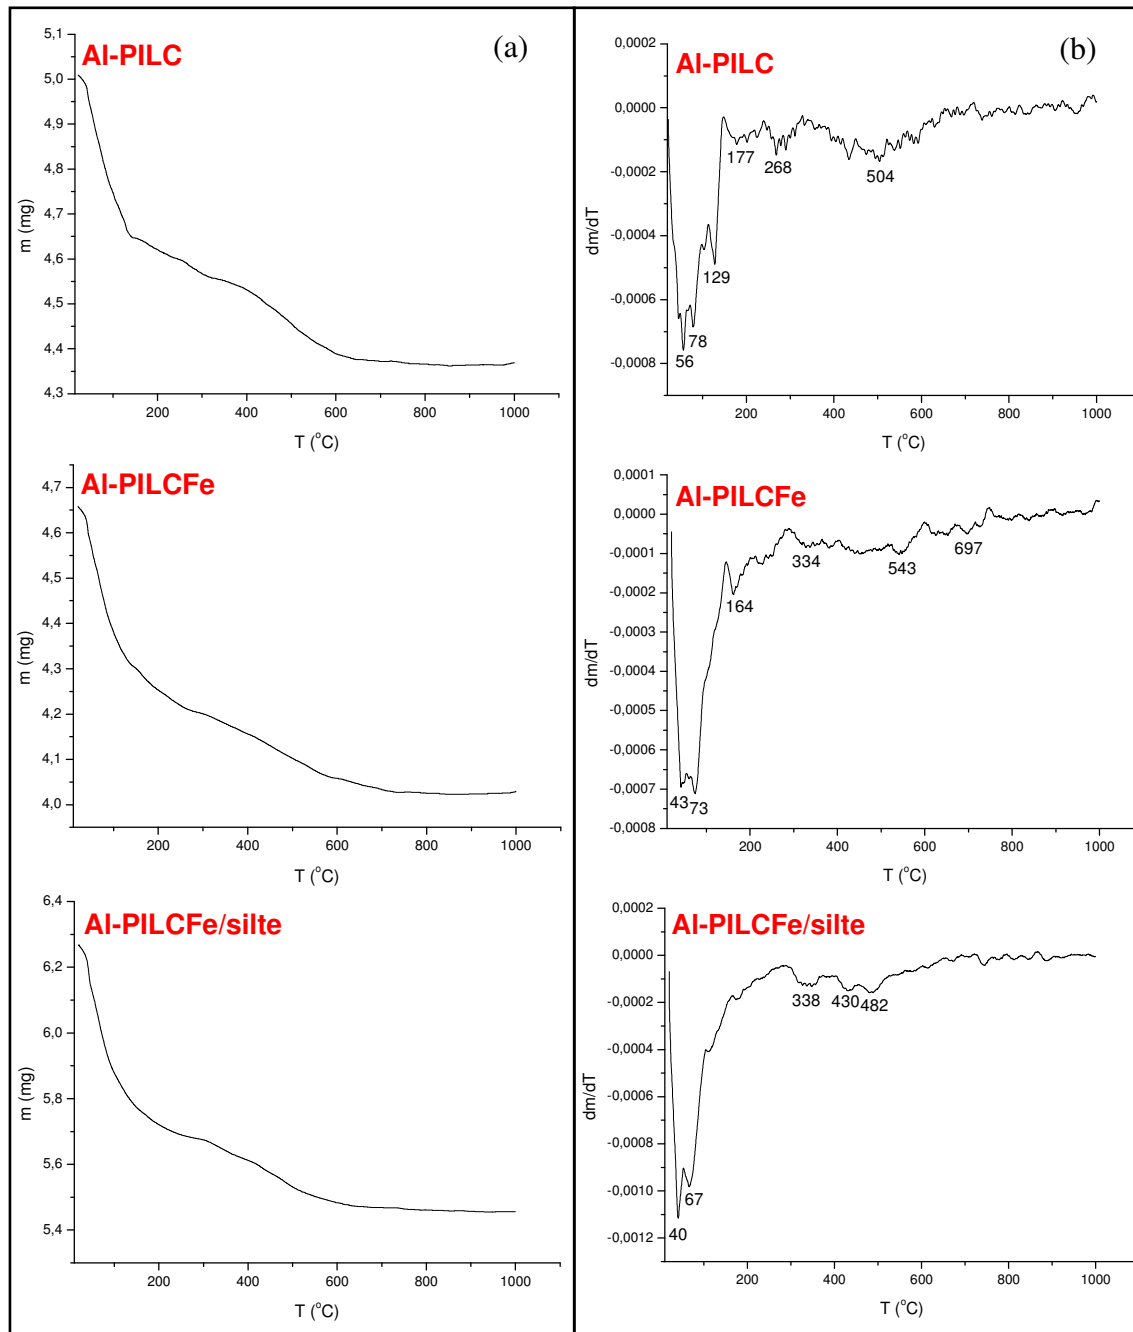 (a)
Al-PILC
5,1
5,0
4,9
4,8
4,7
4,6
4,5
4,4
4,3
m (mg)
200 400 600 800 1000
T (°C)
(b)
Al-PILC
0,0002
0,0000
-0,0002
-0,0004
-0,0006
-0,0008
dm/dT
177 268 504
129
78
56
200 400 600 800 1000
T (°C)
Al-PILCFe
4,7
4,6
4,5
4,4
4,3
4,2
4,1
4,0
m (mg)
200 400 600 800 1000
T (°C)
Al-PILCFe
0,0001
0,0000
-0,0001
-0,0002
-0,0003
-0,0004
-0,0005
-0,0006
-0,0007
-0,0008
dm/dT
334 543 697
164
43 73
200 400 600 800 1000
T (°C)
Al-PILCFe/silte
6,4
6,2
6,0
5,8
5,6
5,4
m (mg)
200 400 600 800 1000
T (°C)
Al-PILCFe/silte
0,0002
0,0000
-0,0002
-0,0004
-0,0006
-0,0008
-0,0010
-0,0012
dm/dT
338 430 482
67
40
200 400 600 800 1000
T (°C)